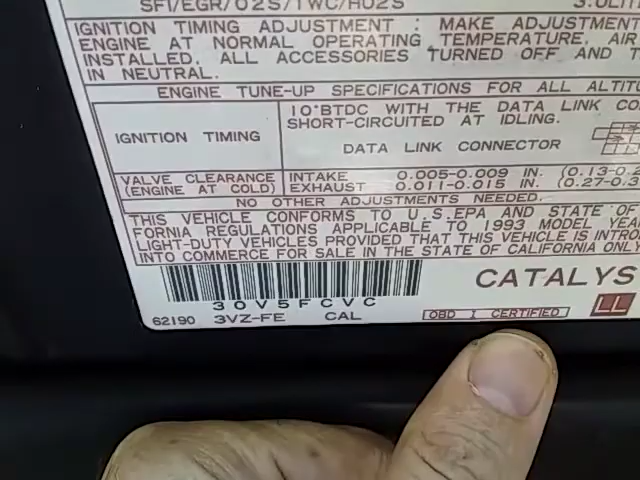 SFI/EGR/O2S/TWC/HO2S
IGNITION TIMING ADJUSTMENT : MAKE ADJUSTMENT
ENGINE AT NORMAL OPERATING TEMPERATURE, AIR
INSTALLED, ALL ACCESSORIES TURNED OFF AND
IN NEUTRAL.
ENGINE TUNE-UP SPECIFICATIONS FOR ALL
IGNITION TIMING
10°BTDC WITH THE DATA LINK
SHORT-CIRCUITED AT IDLING.
DATA LINK CONNECTOR
VALVE CLEARANCE
(ENGINE AT COLD)
INTAKE 0.005-0.009 IN.
EXHAUST 0.011-0.015 IN.
NO OTHER ADJUSTMENTS NEEDED.
THIS VEHICLE CONFORMS TO U.S.EPA AND STATE OF
FORNIA REGULATIONS APPLICABLE TO 1993 MODEL
LIGHT-DUTY VEHICLES PROVIDED THAT THIS VEHICLE IS
INTO COMMERCE FOR SALE IN THE STATE OF CALIFORNIA ONLY
3OV5FCVC
62190 3VZ-FE CAL
CATALYS
OBD I CERTIFIED
LL